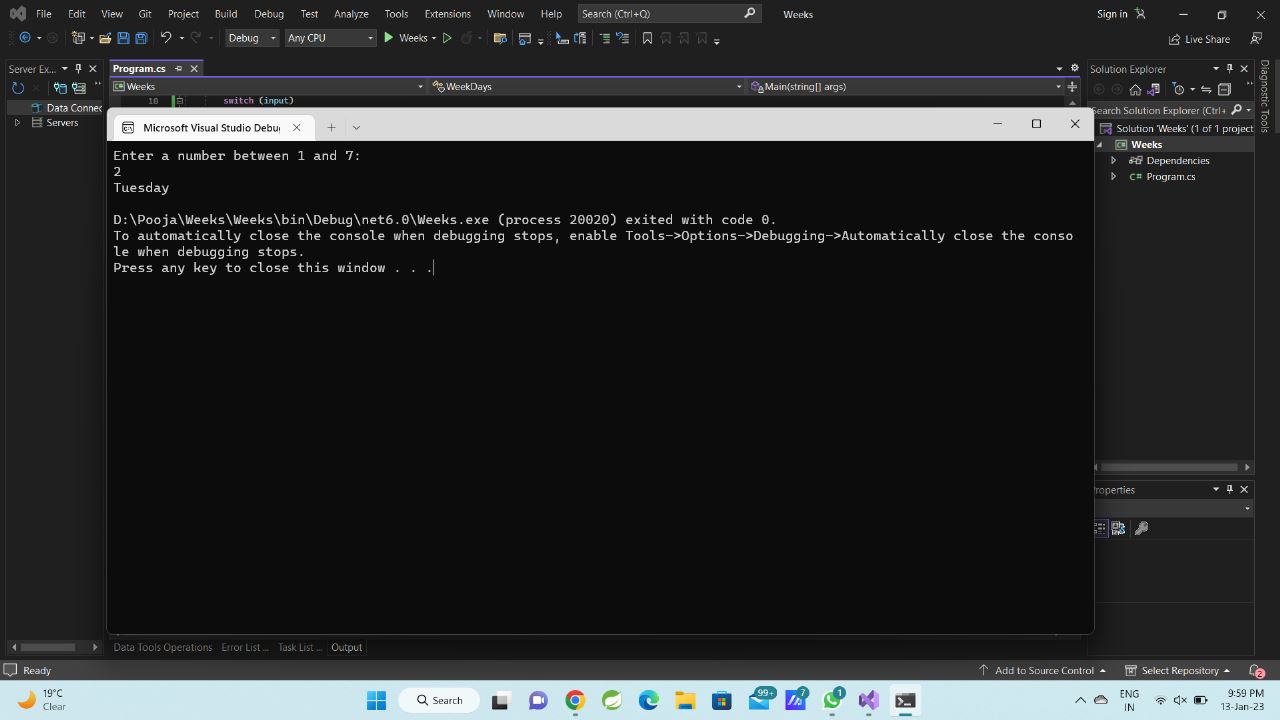 File Edit View Git Project Build Debug Test Analyze Tools Extensions Window Help Search (Ctrl+Q) Weeks Sign in
Debug Any CPU Weeks Live Share
Server Ex... Program.cs Solution Explorer
Weeks WeekDays Main(string[] args)
10 switch (input)
Data Connec
Servers
Search Solution Explorer (Ctrl+
Solution 'Weeks' (1 of 1 project
Weeks
Dependencies
C# Program.cs
Diagnostic Tools
Microsoft Visual Studio Debu
Enter a number between 1 and 7:
2
Tuesday
D:\Pooja\Weeks\Weeks\bin\Debug\net6.0\Weeks.exe (process 20020) exited with code 0.
To automatically close the console when debugging stops, enable Tools->Options->Debugging->Automatically close the conso
le when debugging stops.
Press any key to close this window . . .
Properties
Data Tools Operations Error List ... Task List ... Output
Ready Add to Source Control Select Repository 2
19°C
Clear
Search
99+ 7 1
ENG
IN
9:59 PM
13-Jan-23